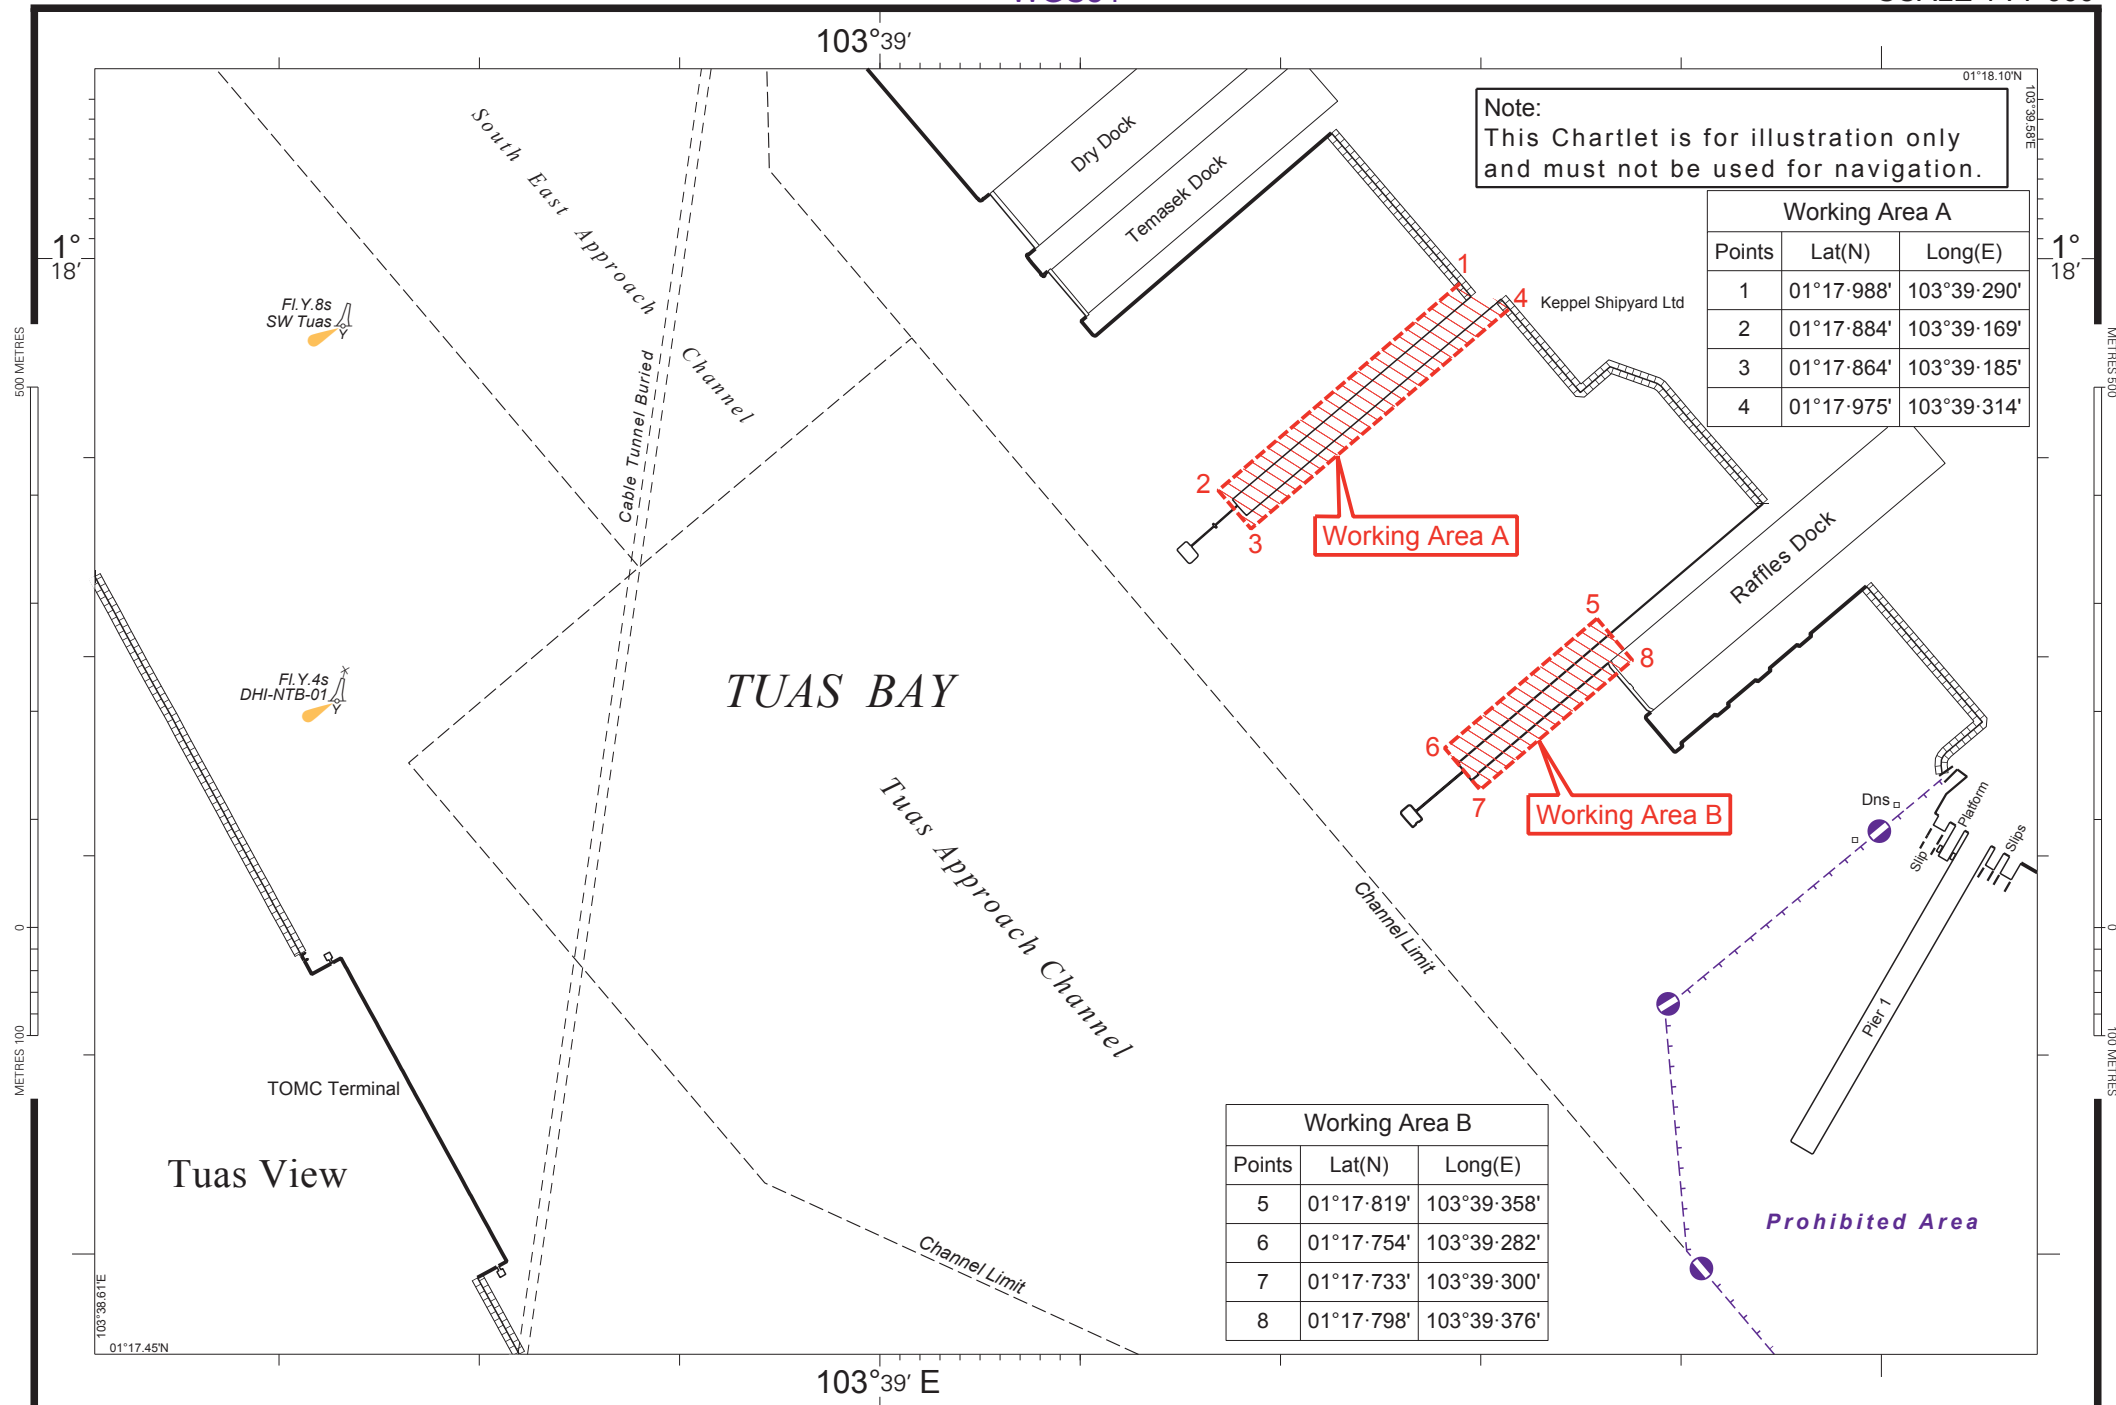 103°39′
01°18.10'N
103°39.58'E
Note:
This Chartlet is for illustration only
and must not be used for navigation.
Working Area A
Points Lat(N) Long(E)
1 01°17·988' 103°39·290'
2 01°17·884' 103°39·169'
3 01°17·864' 103°39·185'
4 01°17·975' 103°39·314'
1°
18′
1°
18′
South East Approach Channel
Dry Dock
Temasek Dock
1
4
Keppel Shipyard Ltd
Fl.Y.8s
SW Tuas
Y
Cable Tunnel Buried
500 METRES
METRES 500
2
3
Working Area A
Raffles Dock
5
8
Fl.Y.4s
DHI-NTB-01
Y
TUAS BAY
6
7
Working Area B
Tuas Approach Channel
Dns
Platform
Slip
Slips
Channel Limit
0
0
Pier 1
METRES 100
100 METRES
TOMC Terminal
Tuas View
Working Area B
Points Lat(N) Long(E)
5 01°17·819' 103°39·358'
6 01°17·754' 103°39·282'
7 01°17·733' 103°39·300'
8 01°17·798' 103°39·376'
Prohibited Area
Channel Limit
103°38.61'E
01°17.45'N
103°39′ E